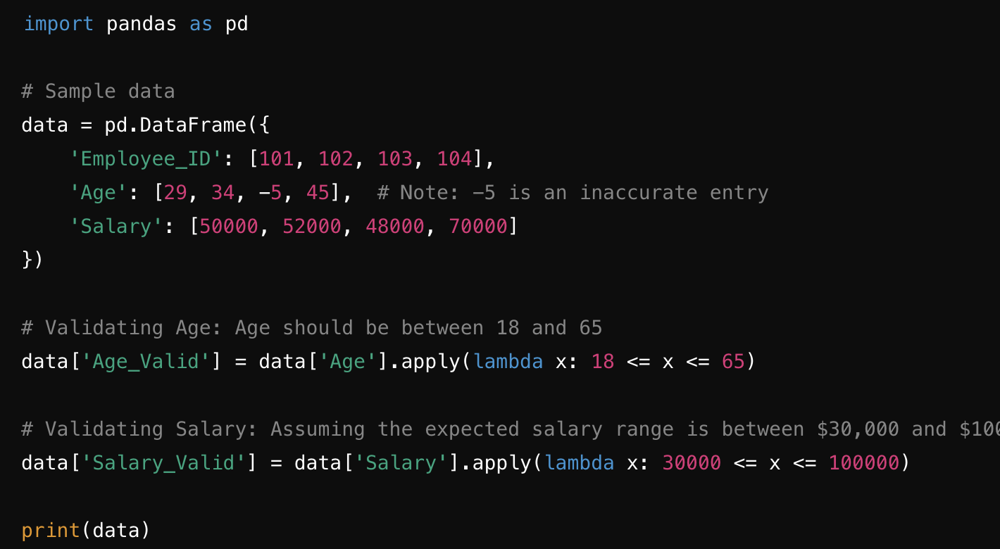 import pandas as pd
# Sample data
data = pd.DataFrame({
    'Employee_ID': [101, 102, 103, 104],
    'Age': [29, 34, -5, 45],  # Note: -5 is an inaccurate entry
    'Salary': [50000, 52000, 48000, 70000]
})
# Validating Age: Age should be between 18 and 65
data['Age_Valid'] = data['Age'].apply(lambda x: 18 <= x <= 65)
# Validating Salary: Assuming the expected salary range is between $30,000 and
data['Salary_Valid'] = data['Salary'].apply(lambda x: 30000 <= x <= 100000)
print(data)